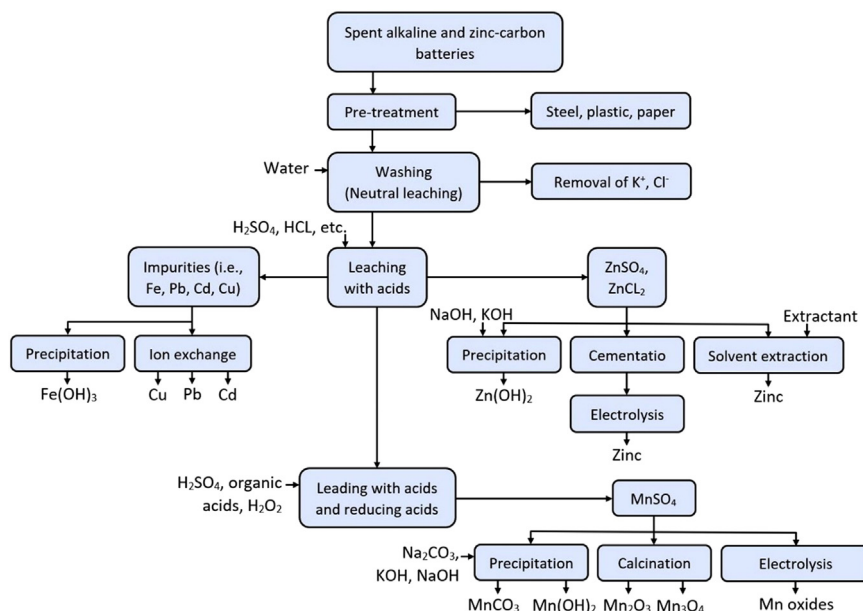 Spent alkaline and zinc-carbon
batteries
Pre-treatment
Steel, plastic, paper
Water
Washing
(Neutral leaching)
Removal of K⁺, Cl⁻
H₂SO₄, HCL, etc.
Impurities (i.e.,
Fe, Pb, Cd, Cu)
Leaching
with acids
ZnSO₄,
ZnCL₂
NaOH, KOH
Extractant
Precipitation
Ion exchange
Precipitation
Cementatio
Solvent extraction
Fe(OH)₃
Cu
Pb
Cd
Zn(OH)₂
Zinc
Electrolysis
Zinc
H₂SO₄, organic
acids, H₂O₂
Leading with acids
and reducing acids
MnSO₄
Na₂CO₃,
KOH, NaOH
Precipitation
Calcination
Electrolysis
MnCO₃
Mn(OH)₂
Mn₂O₃
Mn₃O₄
Mn oxides